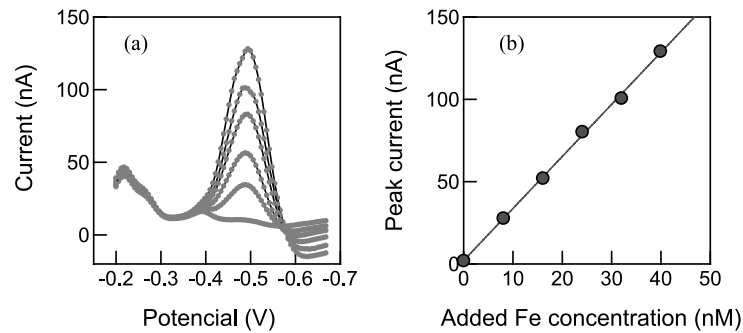 (a)
150
100
50
0
Current (nA)
-0.2 -0.3 -0.4 -0.5 -0.6 -0.7
Potencial (V)
(b)
150
100
50
0
Peak current (nA)
0 10 20 30 40 50
Added Fe concentration (nM)